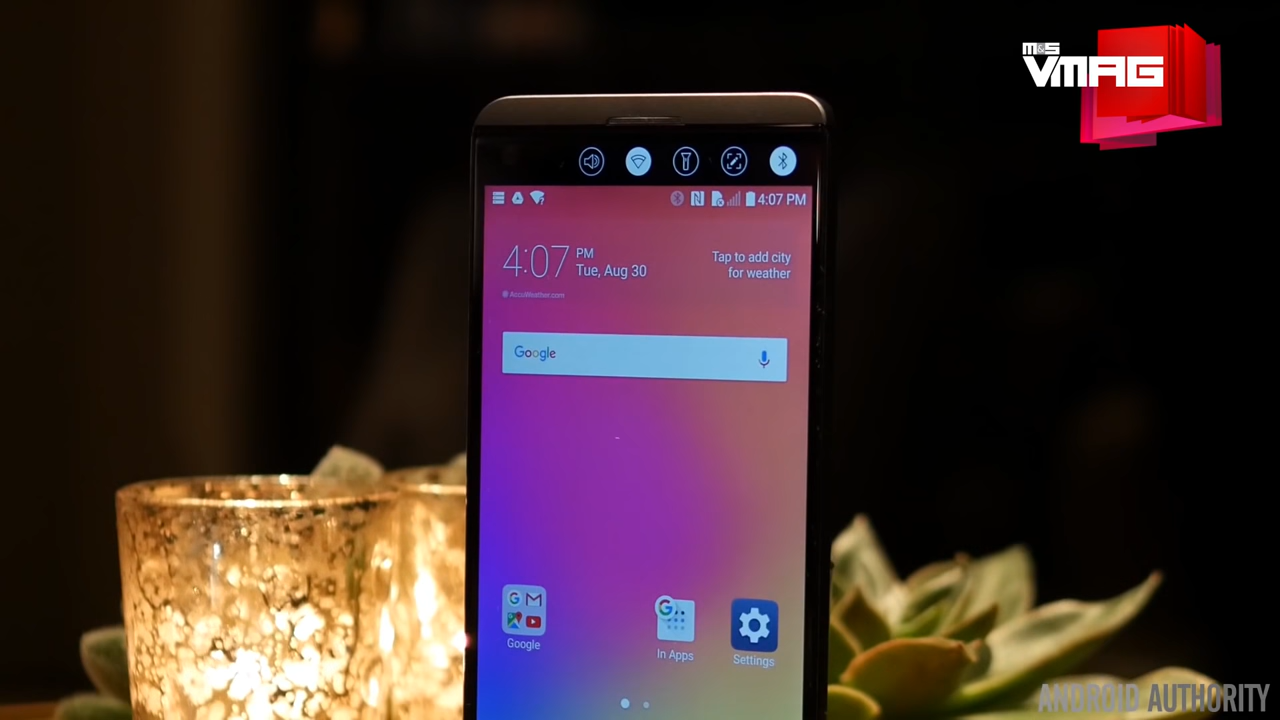 M&S
VMAG
4:07 PM
4:07
PM
Tue, Aug 30
Tap to add city
for weather
AccuWeather.com
Google
Google
In Apps
Settings
ANDROID AUTHORITY